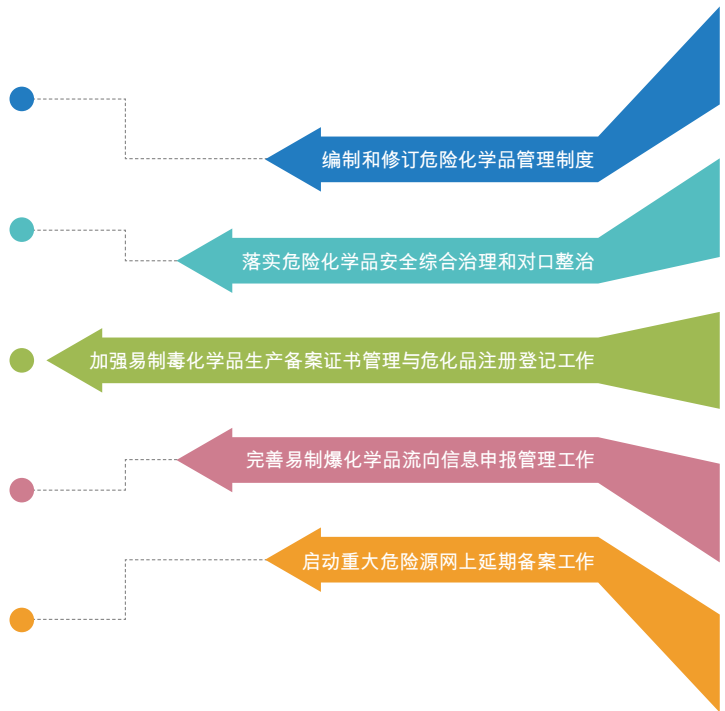 编制和修订危险化学品管理制度
落实危险化学品安全综合治理和对口整治
加强易制毒化学品生产备案证书管理与危化品注册登记工作
完善易制爆化学品流向信息申报管理工作
启动重大危险源网上延期备案工作